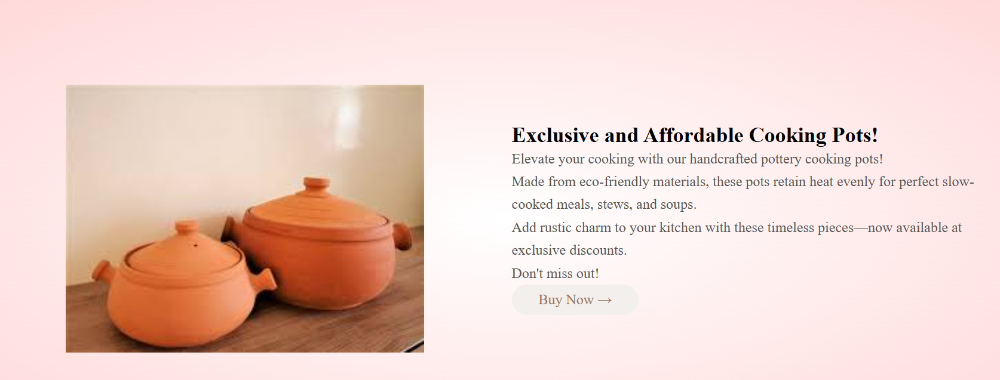 Exclusive and Affordable Cooking Pots!
Elevate your cooking with our handcrafted pottery cooking pots!
Made from eco-friendly materials, these pots retain heat evenly for perfect slow-
cooked meals, stews, and soups.
Add rustic charm to your kitchen with these timeless pieces—now available at
exclusive discounts.
Don't miss out!
Buy Now →